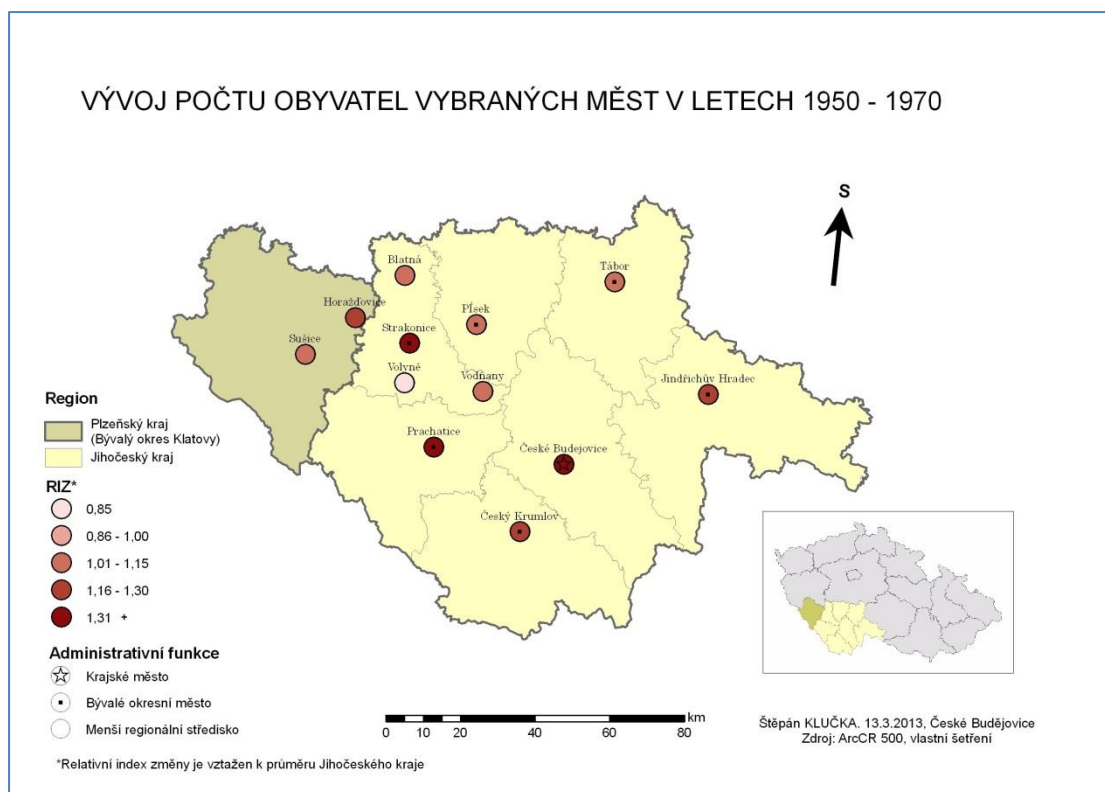 VÝVOJ POČTU OBYVATEL VYBRANÝCH MĚST V LETECH 1950 - 1970
S
Blatná
Tábor
Horažďovice
Písek
Strakonice
Sušice
Volyně
Vodňany
Jindřichův Hradec
Prachatice
České Budejovice
Český Krumlov
Region
Plzeňský kraj
(Bývalý okres Klatovy)
Jihočeský kraj
RIZ*
0,85
0,86 - 1,00
1,01 - 1,15
1,16 - 1,30
1,31 +
Administrativní funkce
Krajské město
Bývalé okresní město
Menší regionální středisko
km
0 10 20 40 60 80
Štěpán KLUČKA. 13.3.2013, České Budějovice
Zdroj: ArcCR 500, vlastní šetření
*Relativní index změny je vztažen k průměru Jihočeského kraje